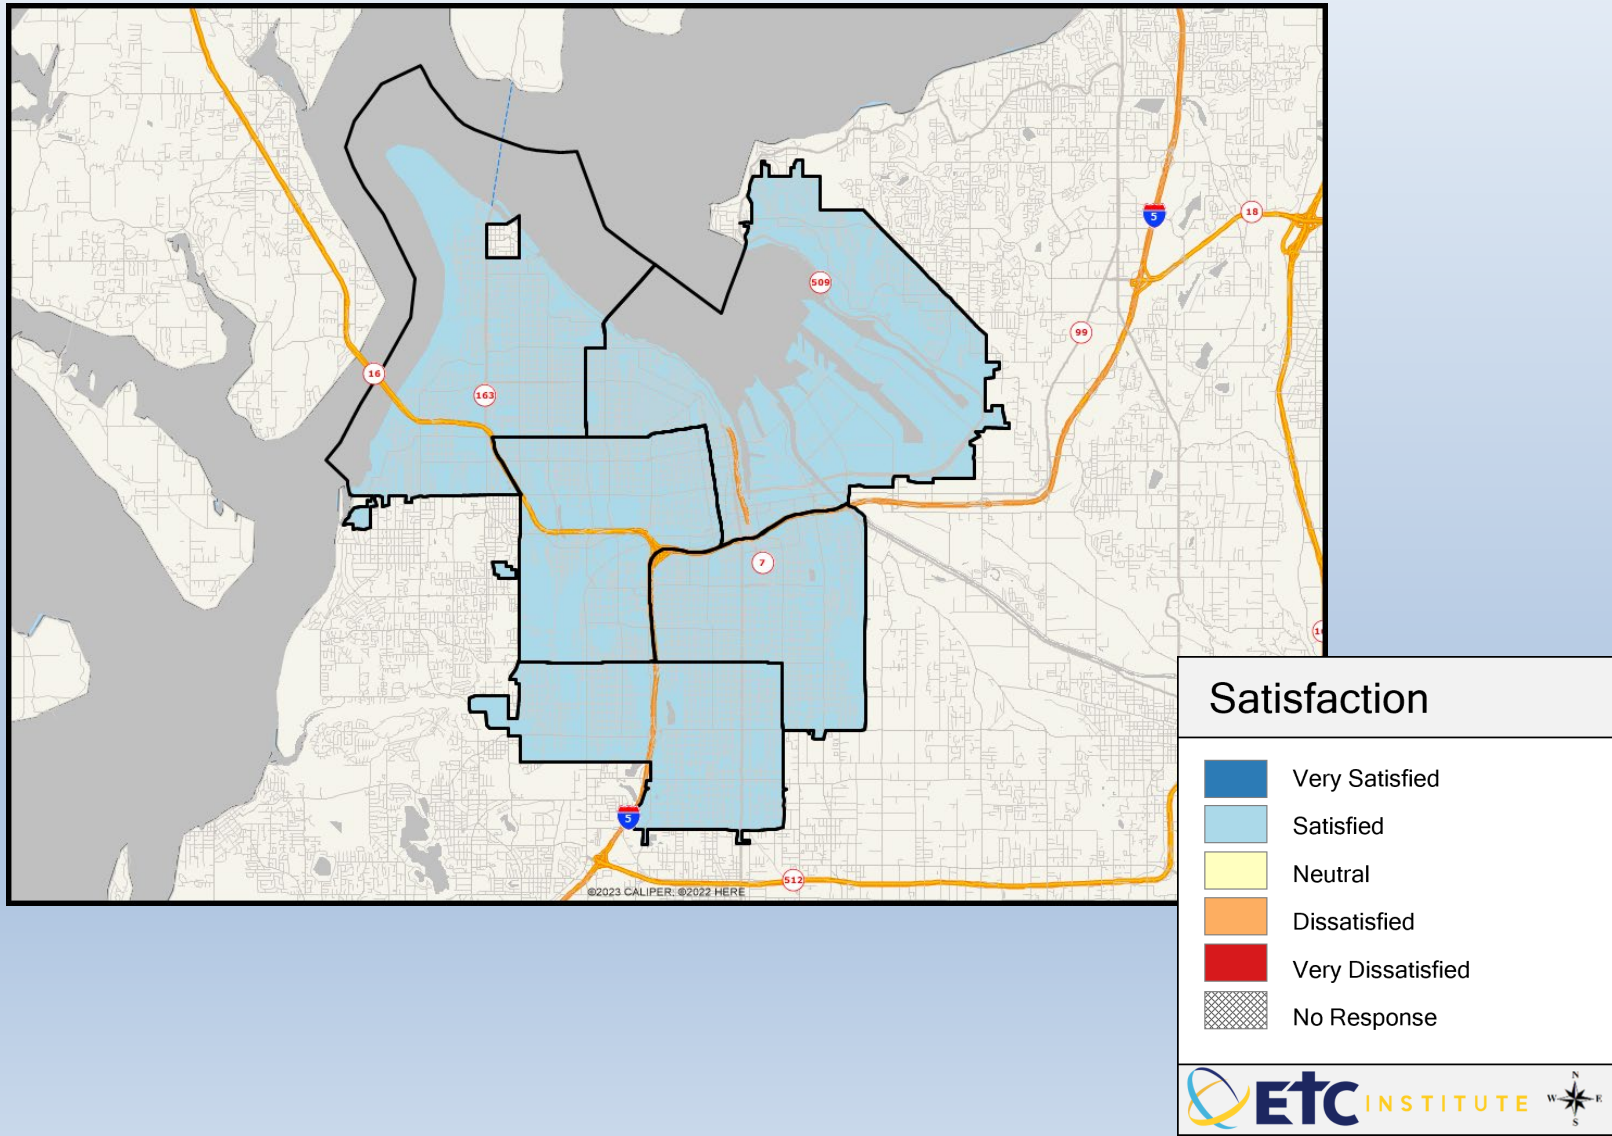 5
18
509
99
16
163
7
5
512
©2023 CALIPER, ©2022 HERE
Satisfaction
Very Satisfied
Satisfied
Neutral
Dissatisfied
Very Dissatisfied
No Response
ETC INSTITUTE
N
W E
S